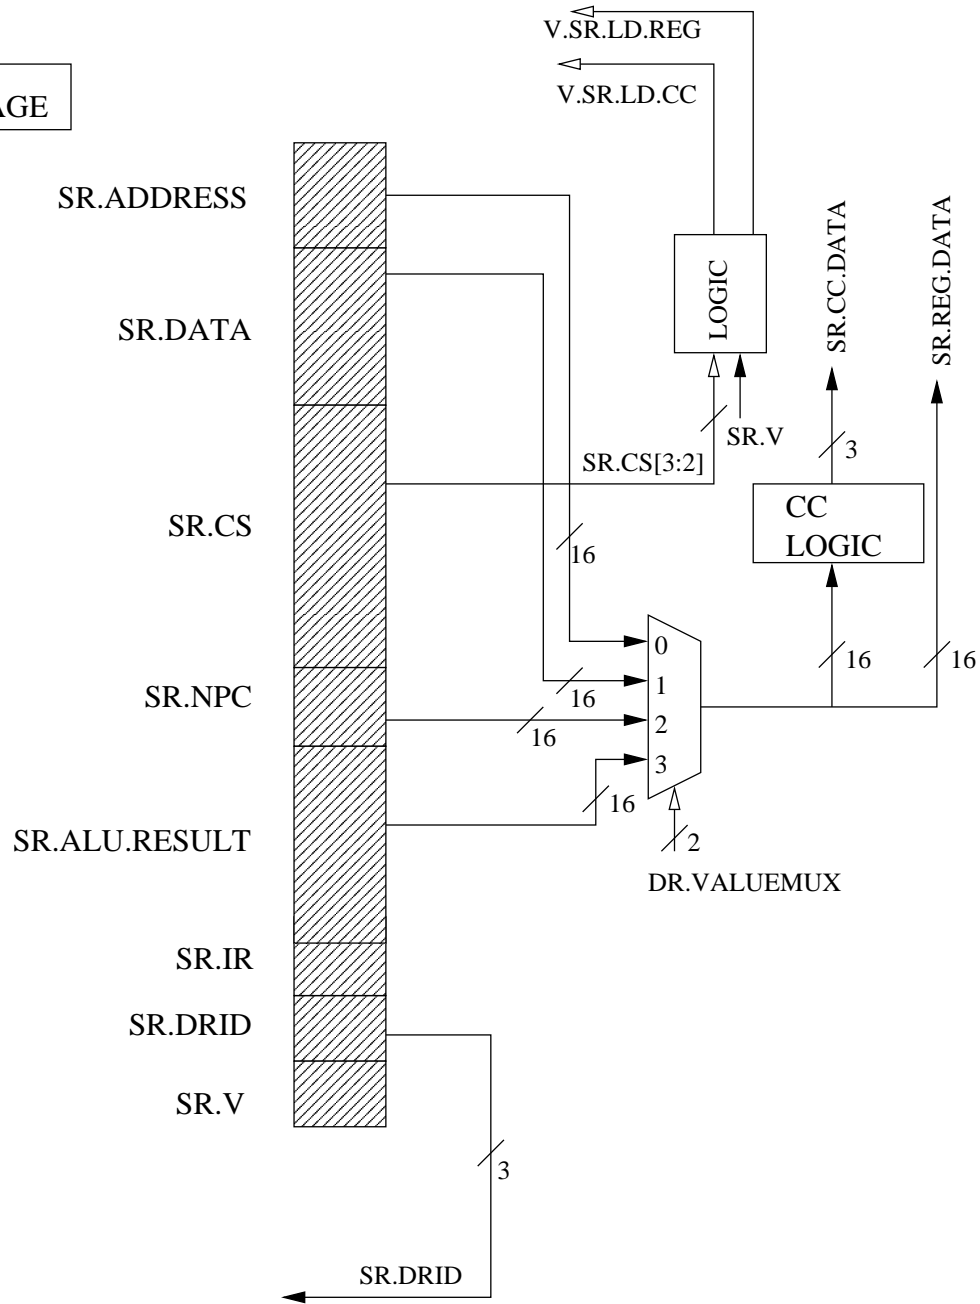 V.SR.LD.REG
V.SR.LD.CC
AGE
SR.ADDRESS
SR.DATA
SR.CS
SR.NPC
SR.ALU.RESULT
SR.IR
SR.DRID
SR.V
LOGIC
SR.V
SR.CS[3:2]
SR.CC.DATA
SR.REG.DATA
3
CC
LOGIC
16
16
16
16
16
16
0
1
2
3
2
DR.VALUEMUX
3
SR.DRID